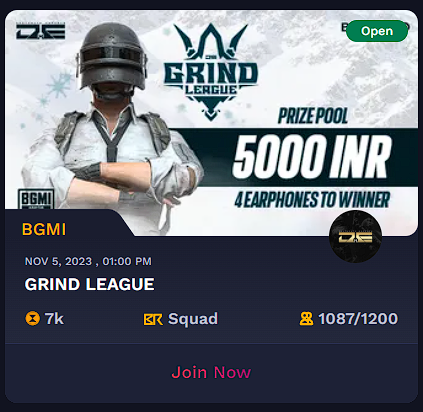 Open
GRIND
LEAGUE
PRIZE POOL
5000 INR
4 EARPHONES TO WINNER
BGMI
BGMI
NOV 5, 2023 , 01:00 PM
GRIND LEAGUE
7k
Squad
1087/1200
Join Now